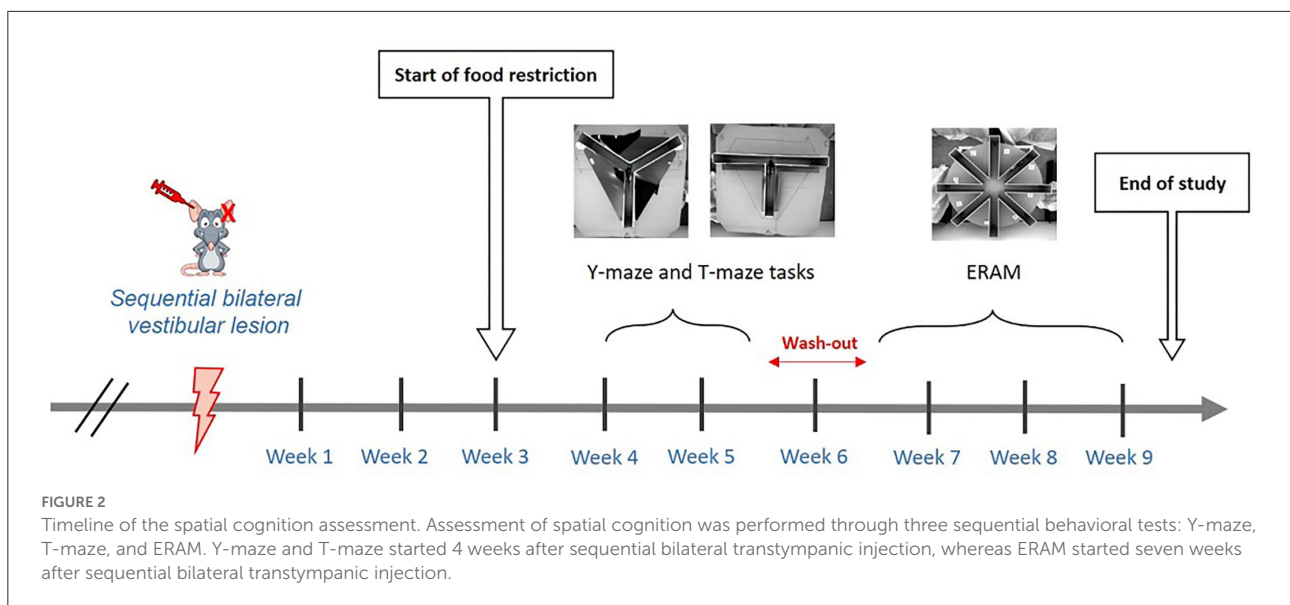 Start of food restriction
End of study
Y-maze and T-maze tasks
ERAM
Sequential bilateral
vestibular lesion
Wash-out
Week 1 Week 2 Week 3 Week 4 Week 5 Week 6 Week 7 Week 8 Week 9
FIGURE 2
Timeline of the spatial cognition assessment. Assessment of spatial cognition was performed through three sequential behavioral tests: Y-maze,
T-maze, and ERAM. Y-maze and T-maze started 4 weeks after sequential bilateral transtympanic injection, whereas ERAM started seven weeks
after sequential bilateral transtympanic injection.